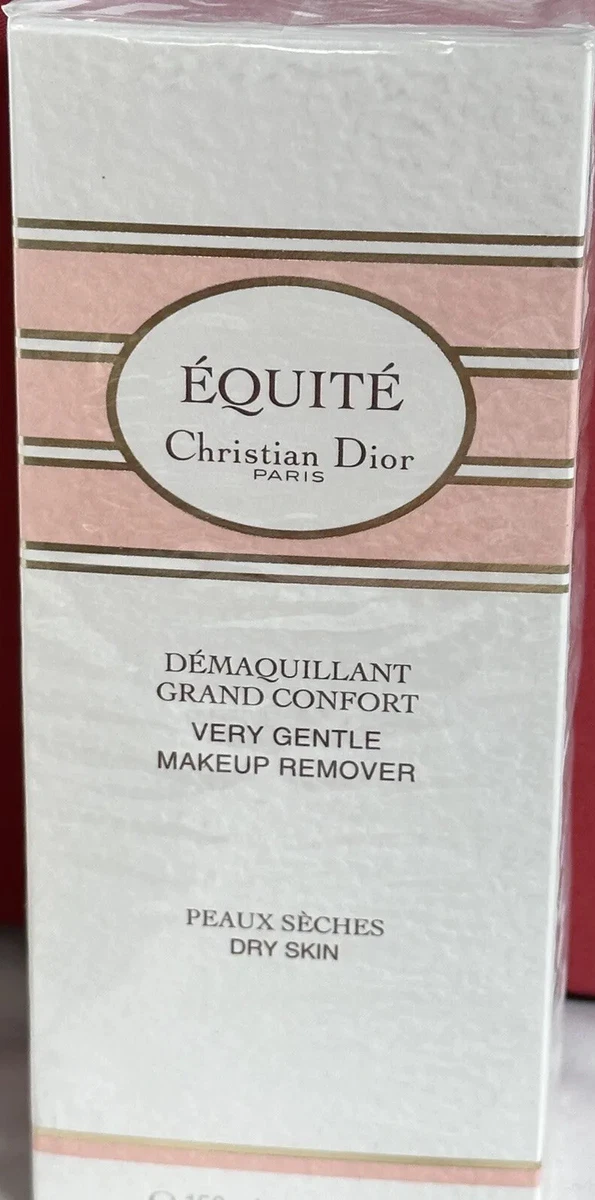 ÉQUITÉ
Christian Dior
PARIS
DÉMAQUILLANT
GRAND CONFORT
VERY GENTLE
MAKEUP REMOVER
PEAUX SÈCHES
DRY SKIN